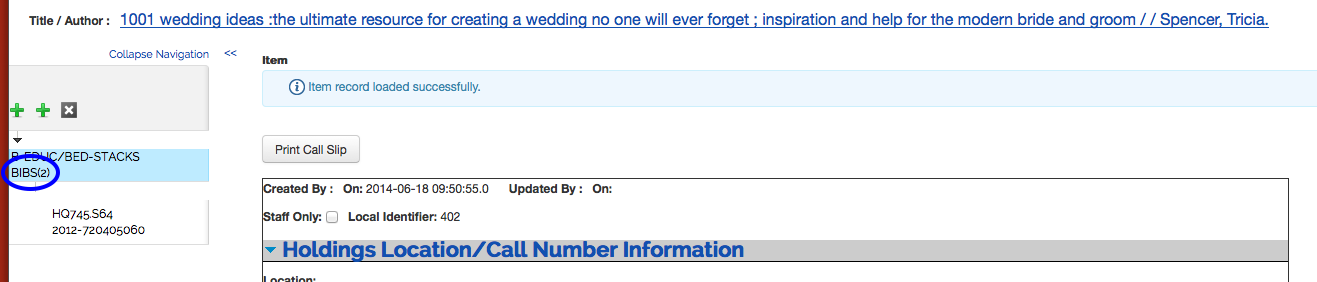 Title / Author : 1001 wedding ideas :the ultimate resource for creating a wedding no one will ever forget ; inspiration and help for the modern bride and groom / / Spencer, Tricia.
Collapse Navigation <<
B-EDUC/BED-STACKS
BIBS(2)
HQ745.S64
2012-720405060
Item
Item record loaded successfully.
Print Call Slip
Created By : On: 2014-06-18 09:50:55.0 Updated By : On:
Staff Only: Local Identifier: 402
Holdings Location/Call Number Information
Location: